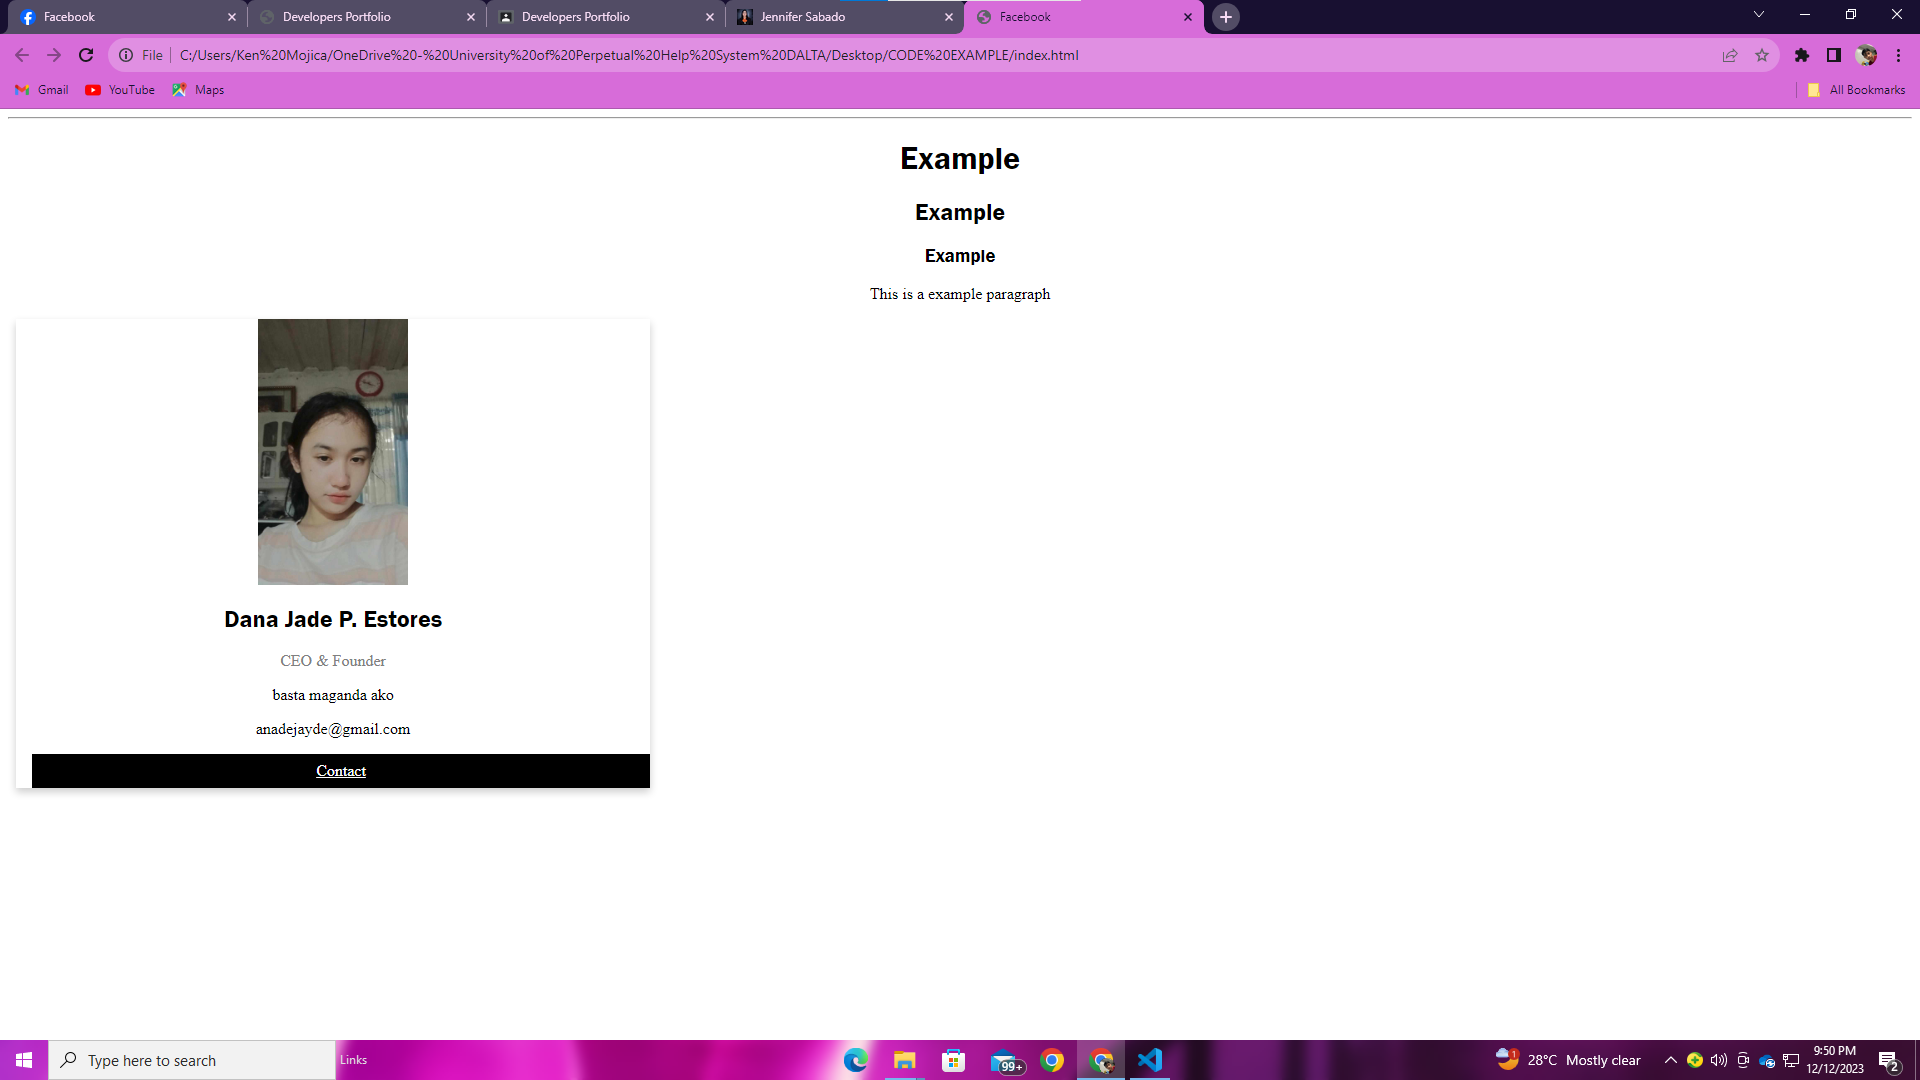 Facebook
Developers Portfolio
Developers Portfolio
Jennifer Sabado
Facebook
File
C:/Users/Ken%20Mojica/OneDrive%20-%20University%20of%20Perpetual%20Help%20System%20DALTA/Desktop/CODE%20EXAMPLE/index.html
Gmail
YouTube
Maps
All Bookmarks
Example
Example
Example
This is a example paragraph
Dana Jade P. Estores
CEO & Founder
basta maganda ako
anadejayde@gmail.com
Contact
Type here to search
Links
99+
1
28°C Mostly clear
9:50 PM
12/12/2023
2